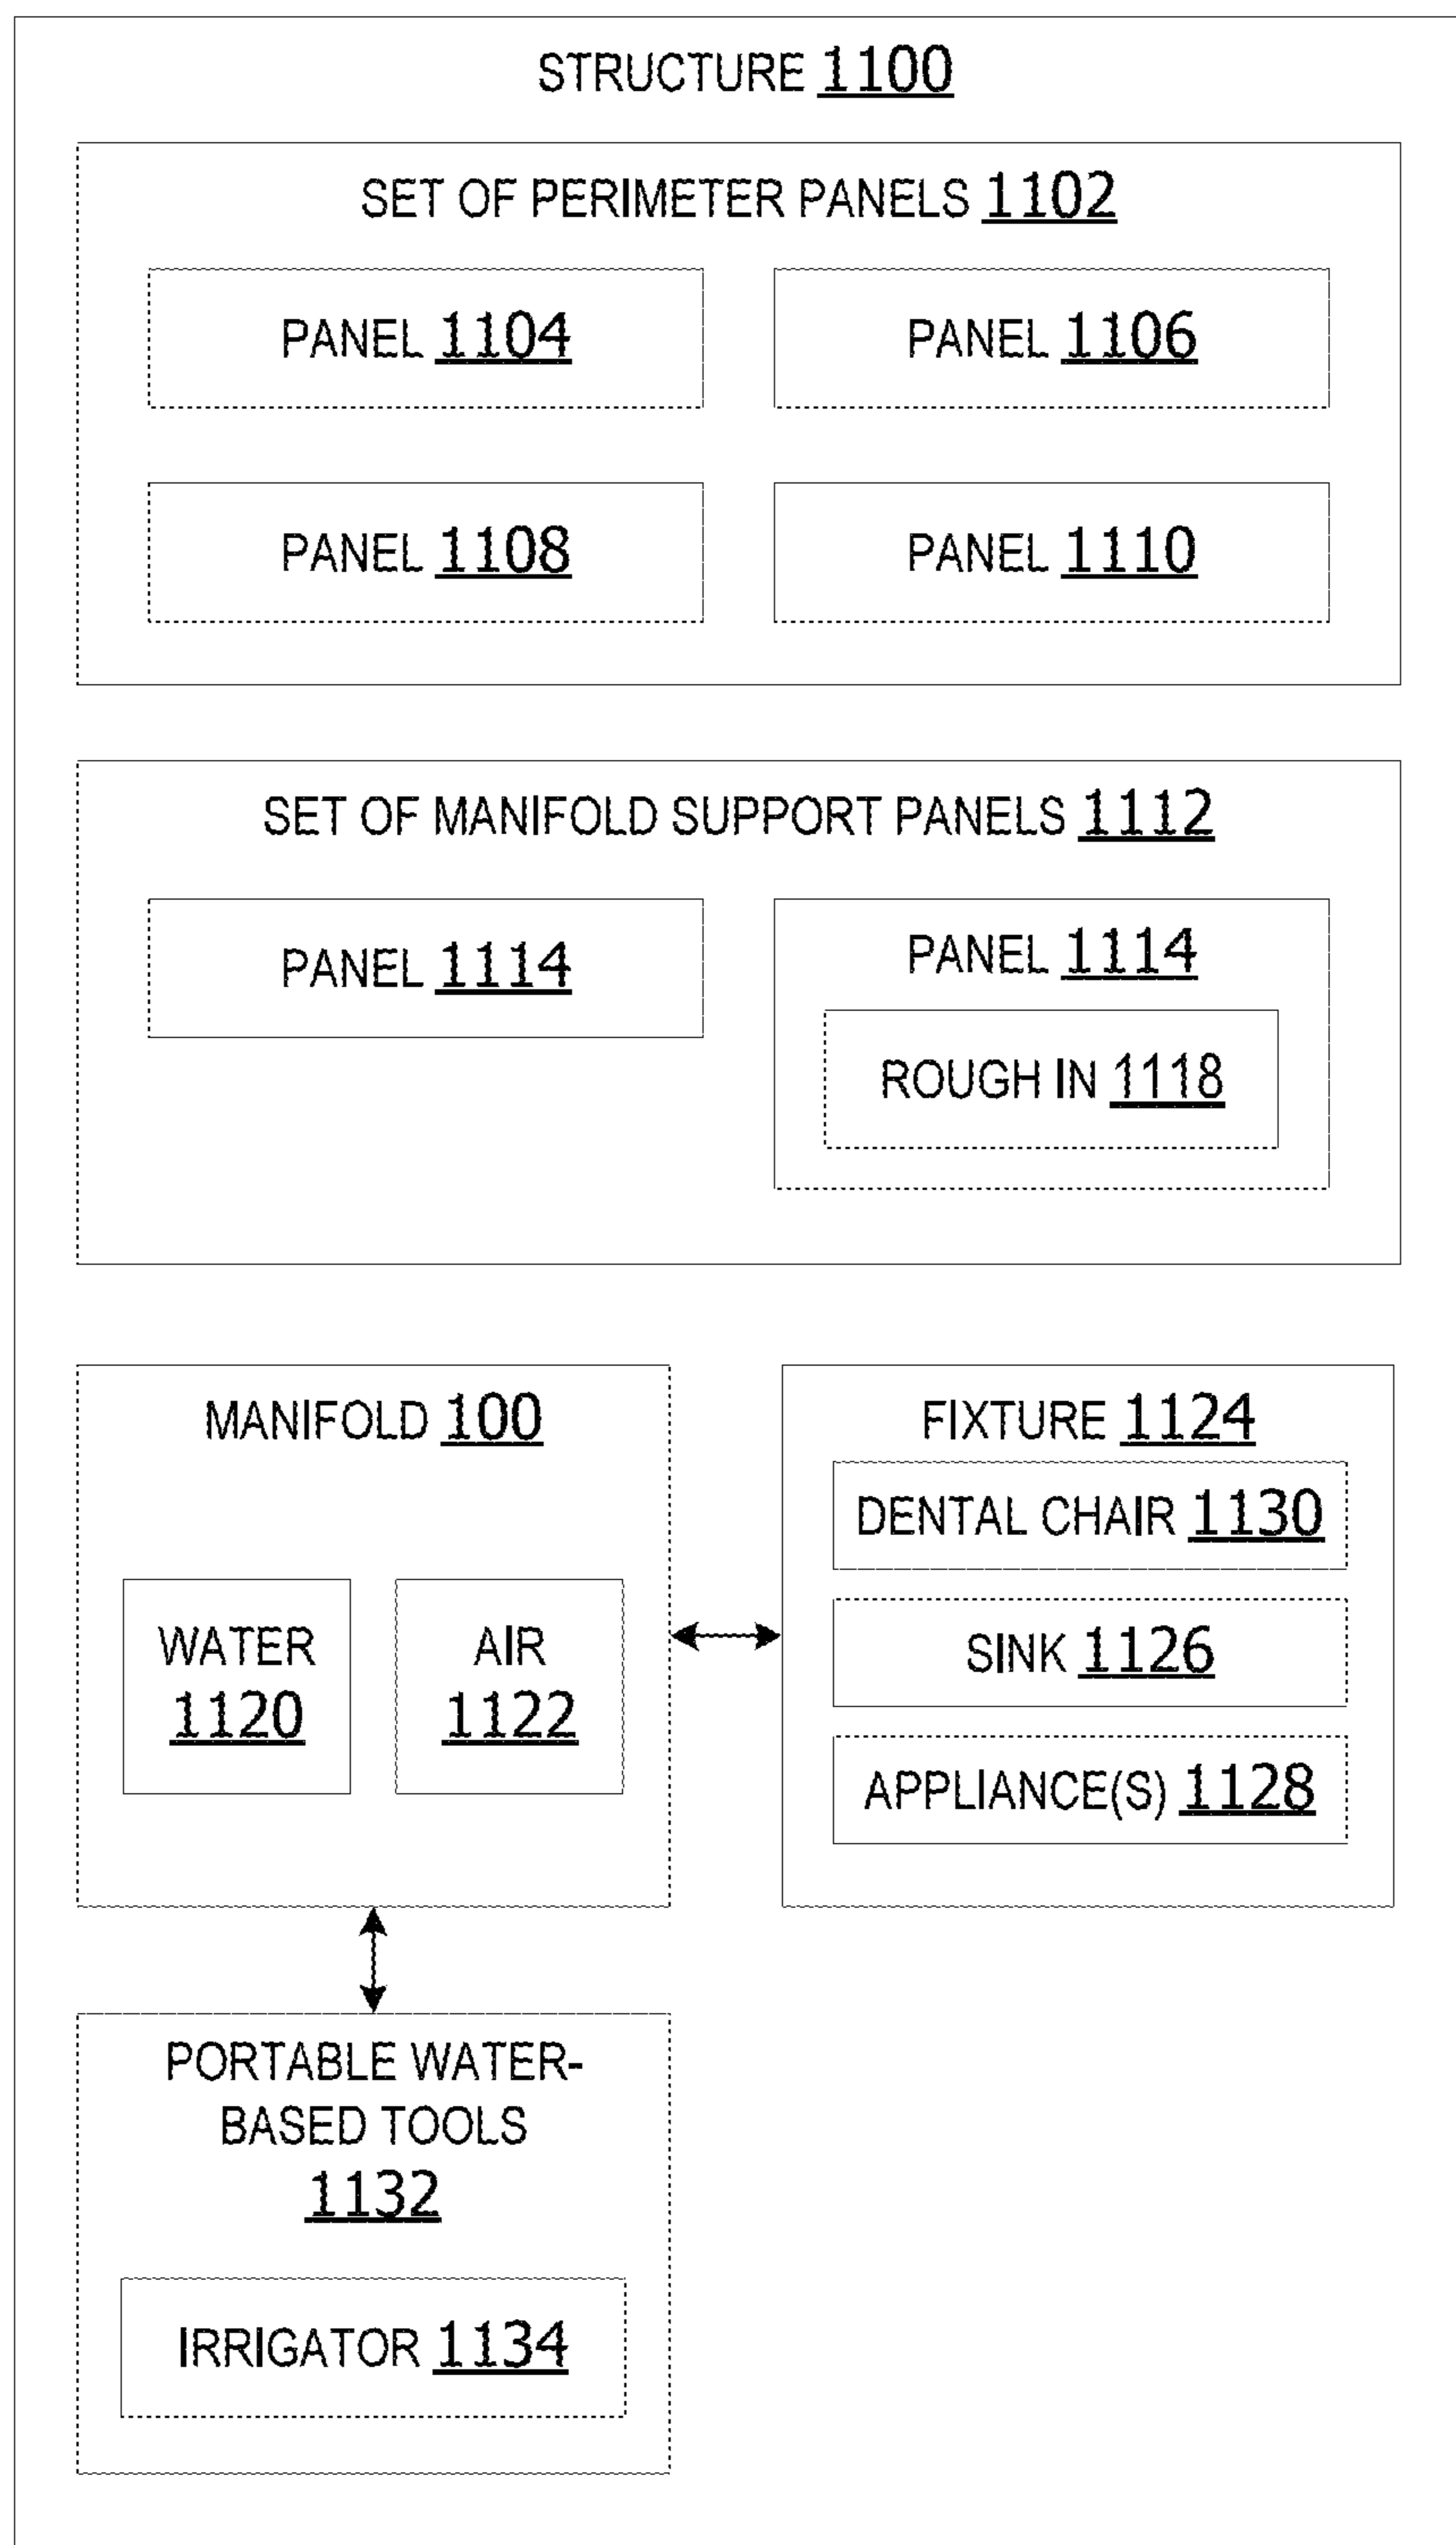 STRUCTURE 1100
SET OF PERIMETER PANELS 1102
PANEL 1104
PANEL 1106
PANEL 1108
PANEL 1110
SET OF MANIFOLD SUPPORT PANELS 1112
PANEL 1114
PANEL 1114
ROUGH IN 1118
MANIFOLD 100
WATER
1120
AIR
1122
FIXTURE 1124
DENTAL CHAIR 1130
SINK 1126
APPLIANCE(S) 1128
PORTABLE WATER-
BASED TOOLS
1132
IRRIGATOR 1134